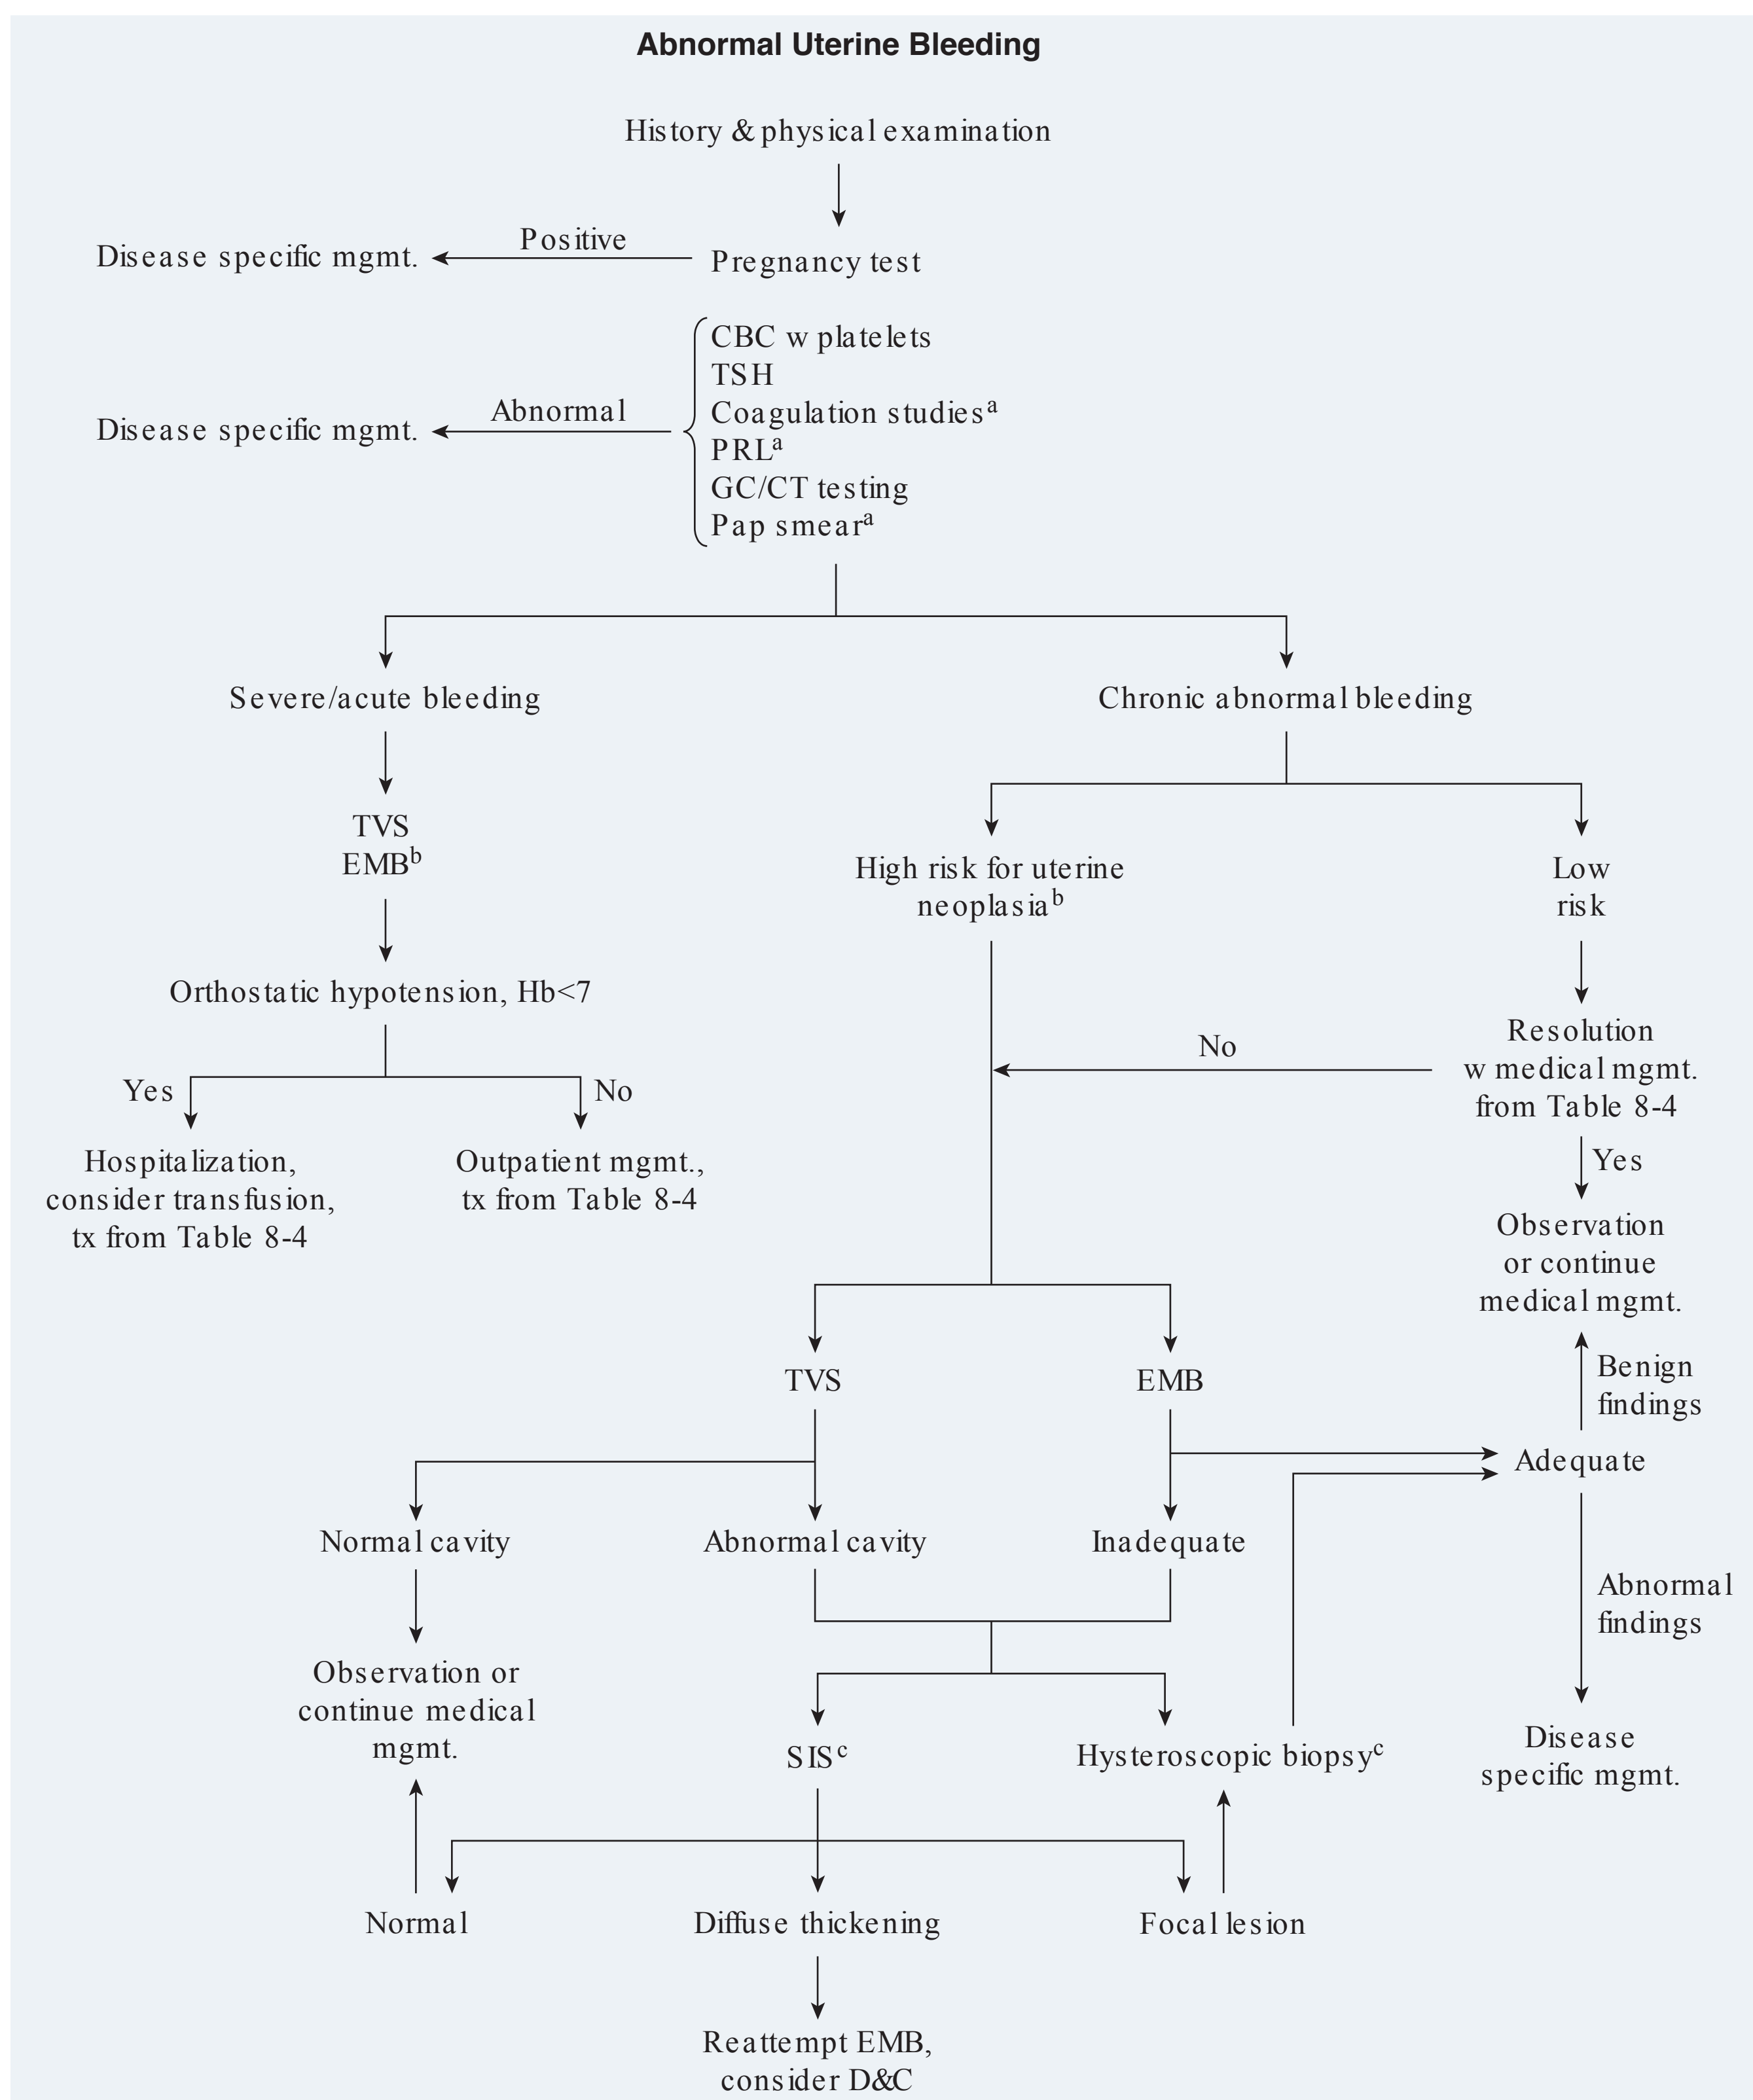 Abnormal Uterine Bleeding
History & physical examination
Positive
Disease specific mgmt.
Pregnancy test
CBC w platelets
TSH
Abnormal
Coagulation studiesᵃ
Disease specific mgmt.
PRLᵃ
GC/CT testing
Pap smearᵃ
Severe/acute bleeding
Chronic abnormal bleeding
TVS
EMBᵇ
High risk for uterine
neoplasiaᵇ
Low
risk
Orthostatic hypotension, Hb<7
Yes
No
Hospitalization,
consider transfusion,
tx from Table 8-4
Outpatient mgmt.,
tx from Table 8-4
No
Resolution
w medical mgmt.
from Table 8-4
Yes
Observation
or continue
medical mgmt.
TVS
EMB
Benign
findings
Adequate
Normal cavity
Abnormal cavity
Inadequate
Abnormal
findings
Observation or
continue medical
mgmt.
SISᶜ
Hysteroscopic biopsyᶜ
Disease
specific mgmt.
Normal
Diffuse thickening
Focal lesion
Reattempt EMB,
consider D&C